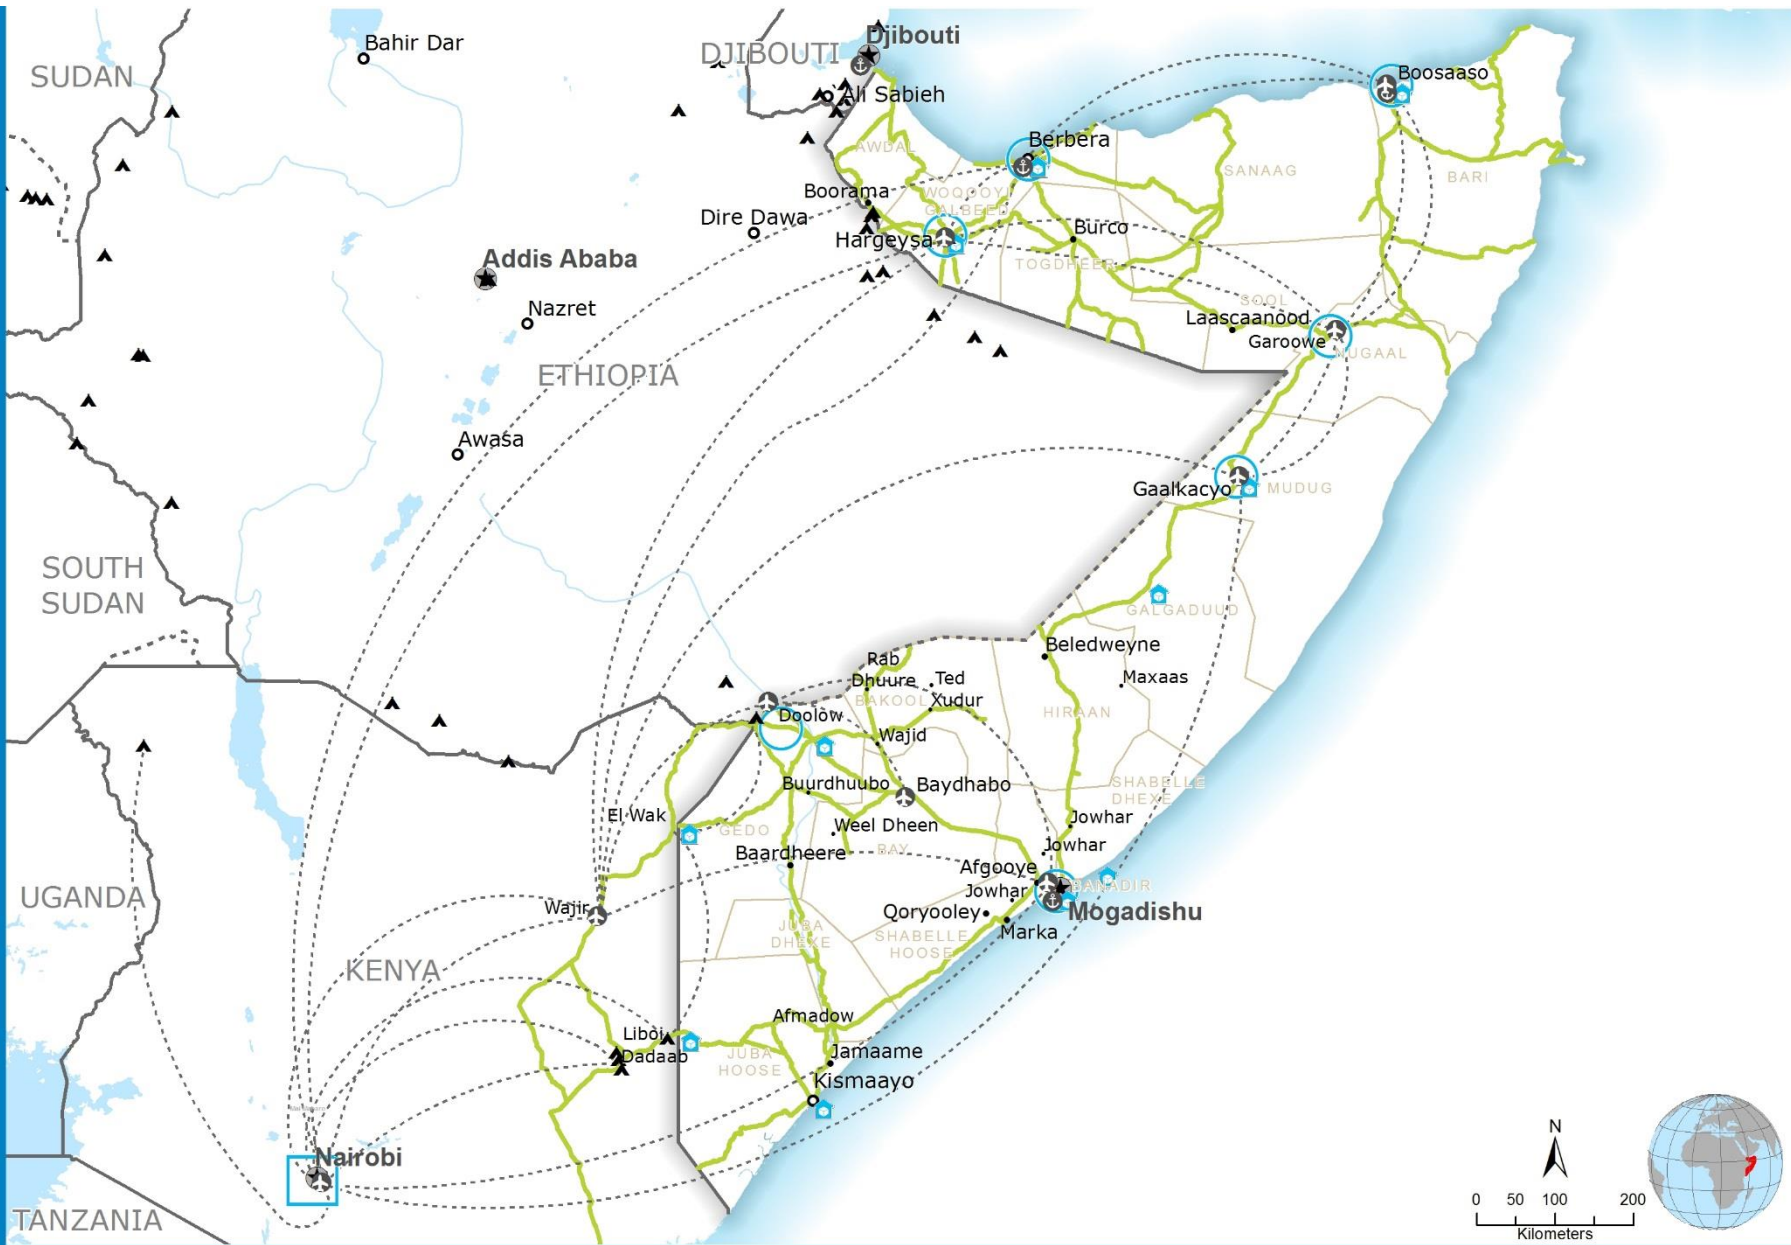 Bahir Dar
SUDAN
DJIBOUTI
Djibouti
Ali Sabieh
Boosaaso
Berbera
AWDAL
SANAAG
BARI
Boorama
WOQOOYI
GALBEED
Dire Dawa
Hargeysa
Burco
Addis Ababa
TOGDHEER
Nazret
SOOL
Laascaanood
Garoowe
NUGAAL
ETHIOPIA
Awasa
Gaalkacyo
MUDUG
SOUTH
SUDAN
GALGADUUD
Beledweyne
Rab
Dhuure
Ted
Maxaas
BAKOOL
Xudur
HIRAAN
Doolow
Wajid
Buurdhuubo
Baydhabo
SHABELLE
DHEXE
El Wak
GEDO
Weel Dheen
Jowhar
Baardheere
BAY
Jowhar
Afgooye
UGANDA
Jowhar
BANADIR
Wajir
Qoryooley
Mogadishu
JUBA
DHEXE
SHABELLE
HOOSE
Marka
KENYA
Afmadow
Liboi
Dadaab
JUBA
HOOSE
Jamaame
Kismaayo
Nairobi
TANZANIA
N
0 50 100 200
Kilometers